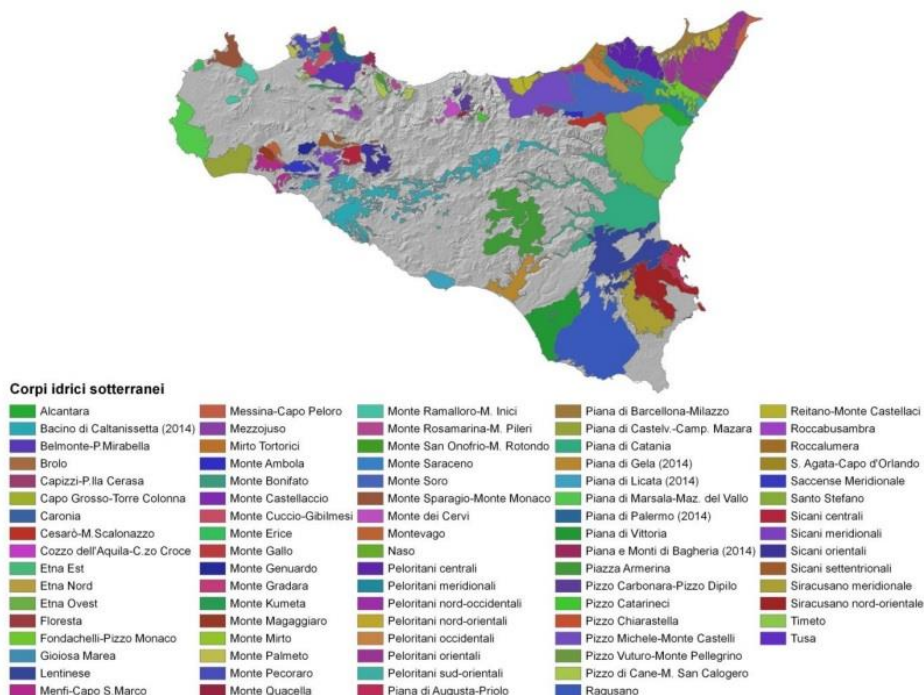 Corpi idrici sotterranei
Alcantara
Bacino di Caltanissetta (2014)
Belmonte-P.Mirabella
Brolo
Capizzi-P.lla Cerasa
Capo Grosso-Torre Colonna
Caronia
Cesarò-M.Scalonazzo
Cozzo dell'Aquila-C.zo Croce
Etna Est
Etna Nord
Etna Ovest
Floresta
Fondachelli-Pizzo Monaco
Gioiosa Marea
Lentinese
Menfi-Capo S.Marco
Messina-Capo Peloro
Mezzojuso
Mirto Tortorici
Monte Ambola
Monte Bonifato
Monte Castellaccio
Monte Cuccio-Gibilmesi
Monte Erice
Monte Gallo
Monte Genuardo
Monte Gradara
Monte Kumeta
Monte Magaggiaro
Monte Mirto
Monte Palmeto
Monte Pecoraro
Monte Quacella
Monte Ramalloro-M. Inici
Monte Rosamarina-M. Pileri
Monte San Onofrio-M. Rotondo
Monte Saraceno
Monte Soro
Monte Sparagio-Monte Monaco
Monte dei Cervi
Montevago
Naso
Peloritani centrali
Peloritani meridionali
Peloritani nord-occidentali
Peloritani nord-orientali
Peloritani occidentali
Peloritani orientali
Peloritani sud-orientali
Piana di Augusta-Priolo
Piana di Barcellona-Milazzo
Piana di Castelv.-Camp. Mazara
Piana di Catania
Piana di Gela (2014)
Piana di Licata (2014)
Piana di Marsala-Maz. del Vallo
Piana di Palermo (2014)
Piana di Vittoria
Piana e Monti di Bagheria (2014)
Piazza Armerina
Pizzo Carbonara-Pizzo Dipilo
Pizzo Catarineci
Pizzo Chiarastella
Pizzo Michele-Monte Castelli
Pizzo Vuturo-Monte Pellegrino
Pizzo di Cane-M. San Calogero
Ragusano
Reitano-Monte Castellaci
Roccabusambra
Roccalumera
S. Agata-Capo d'Orlando
Saccense Meridionale
Santo Stefano
Sicani centrali
Sicani meridionali
Sicani orientali
Sicani settentrionali
Siracusano meridionale
Siracusano nord-orientale
Timeto
Tusa